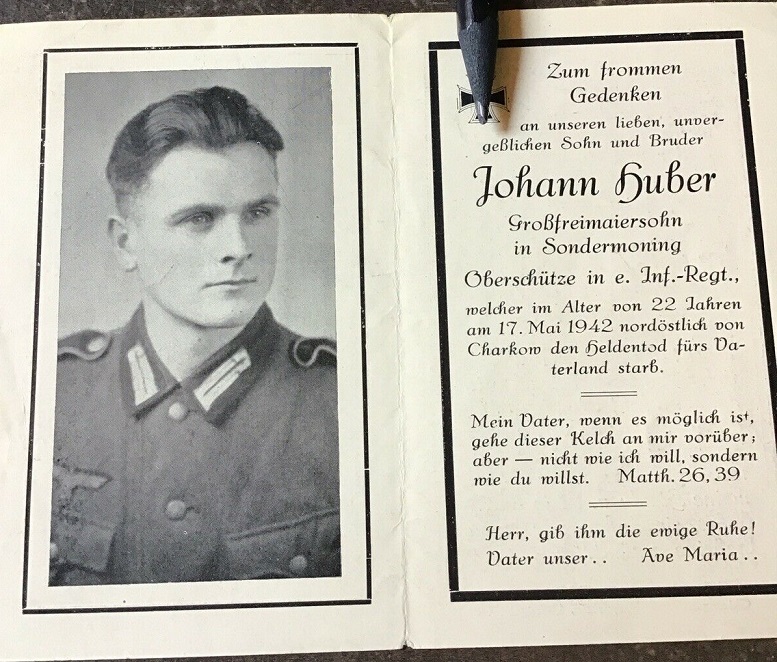 Zum frommen
Gedenken
an unseren lieben, unver-
geßlichen Sohn und Bruder
Johann Huber
Großfreimaiersohn
in Sondermoning
Oberschütze in e. Inf.-Regt.,
welcher im Alter von 22 Jahren
am 17. Mai 1942 nordöstlich von
Charkow den Heldentod fürs Va-
terland starb.
Mein Vater, wenn es möglich ist,
gehe dieser Kelch an mir vorüber;
aber — nicht wie ich will, sondern
wie du willst. Matth. 26, 39
Herr, gib ihm die ewige Ruhe!
Vater unser . . Ave Maria . .